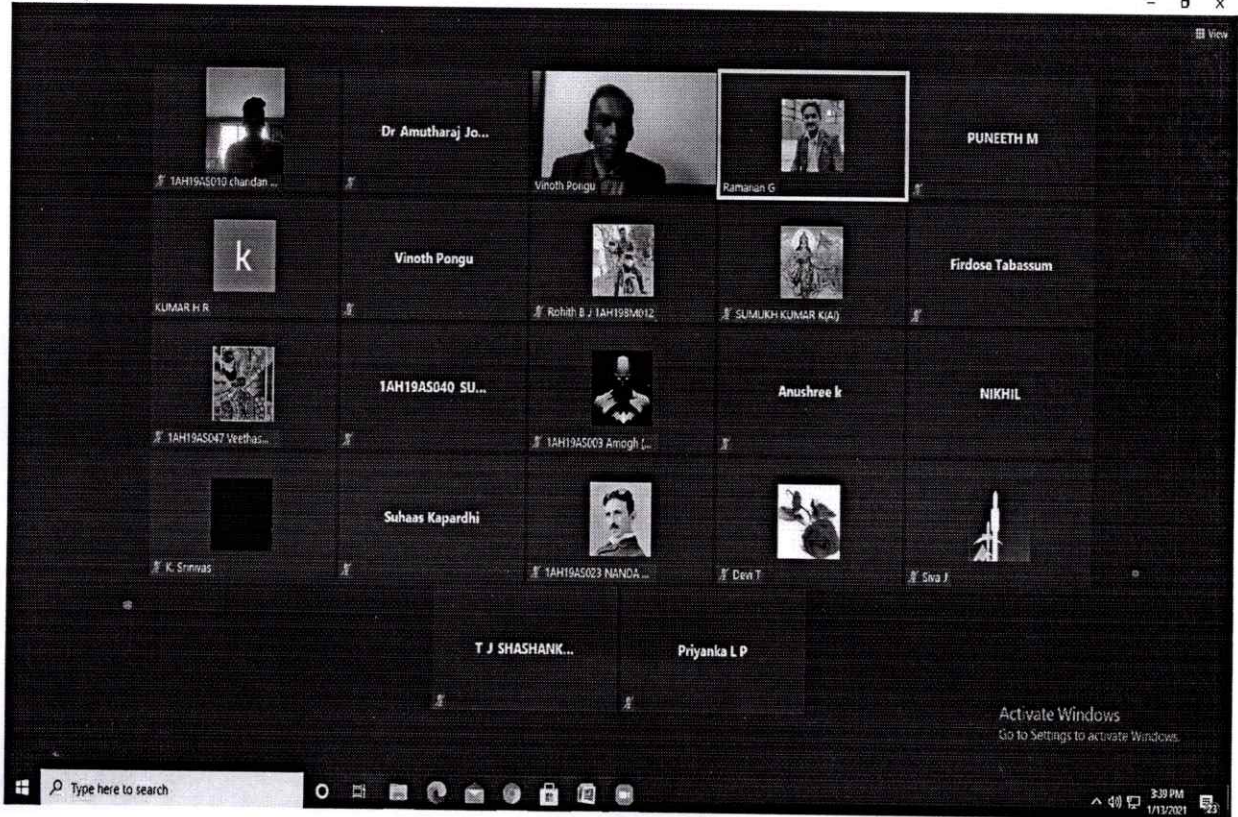 View
1AH19AS010 chandan ...
Dr Amutharaj Jo...
Vinoth Pongu
Ramanan G
PUNEETH M
k
KUMAR H R
Vinoth Pongu
Rohith B J 1AH19BM012
SUMUKH KUMAR K(AI)
Firdose Tabassum
1AH19AS047 Veethas...
1AH19AS040 SU...
1AH19AS003 Amogh (...
Anushree k
NIKHIL
K. Srinivas
Suhaas Kapardhi
1AH19AS023 NANDA ...
Devi T
Siva J
T J SHASHANK...
Priyanka L P
Activate Windows
Go to Settings to activate Windows.
Type here to search
3:39 PM
1/13/2021
23